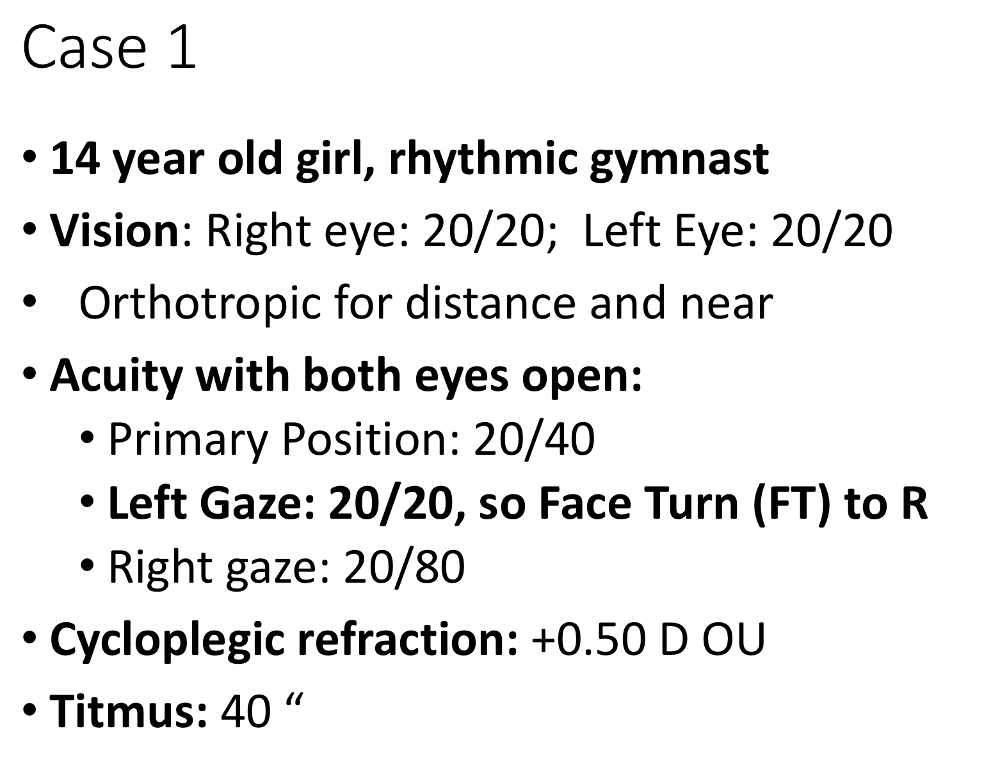 Case 1
• 14 year old girl, rhythmic gymnast
• Vision: Right eye: 20/20;  Left Eye: 20/20
•   Orthotropic for distance and near
• Acuity with both eyes open:
• Primary Position: 20/40
• Left Gaze: 20/20, so Face Turn (FT) to R
• Right gaze: 20/80
• Cycloplegic refraction: +0.50 D OU
• Titmus: 40 “